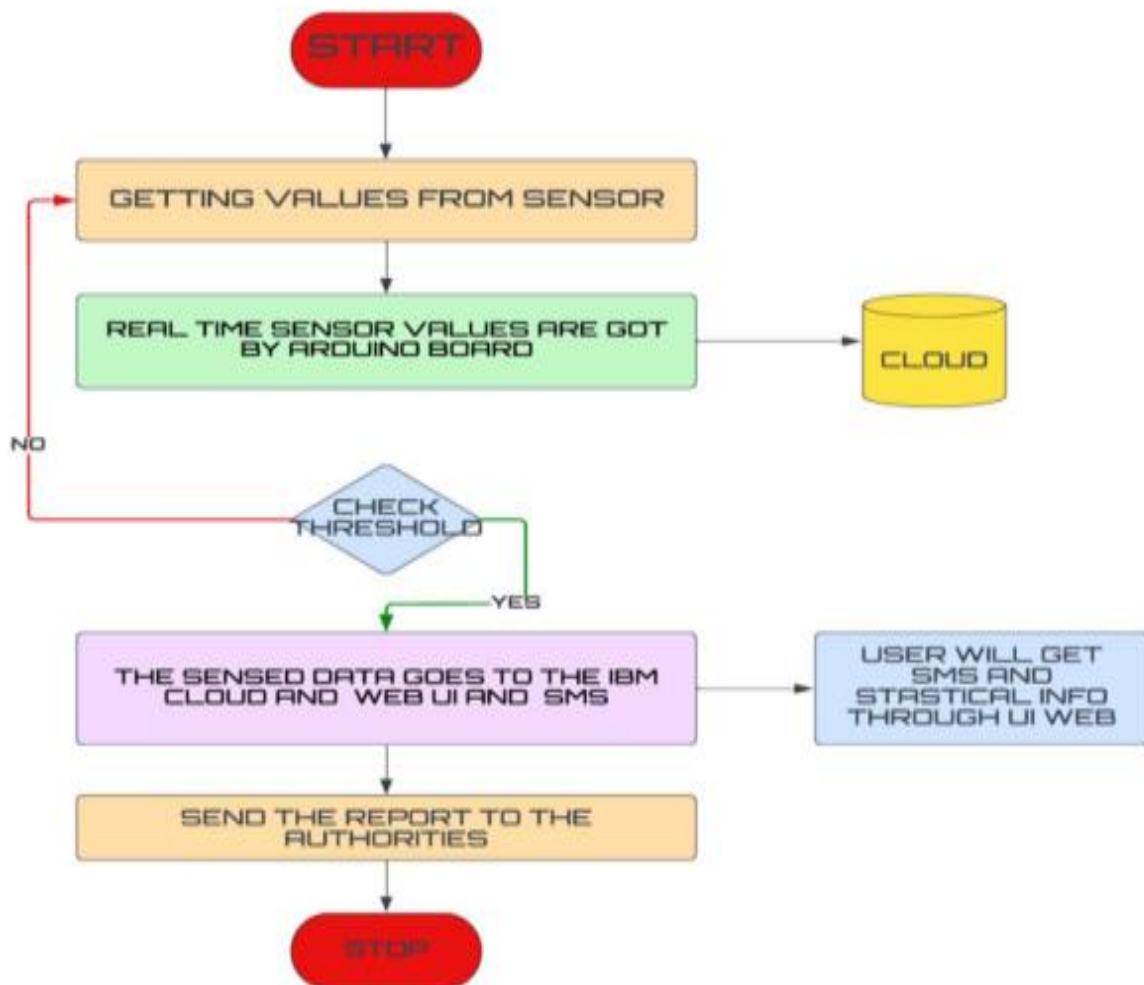 START
GETTING VALUES FROM SENSOR
REAL TIME SENSOR VALUES ARE GOT
BY ARDUINO BOARD
CLOUD
NO
CHECK
THRESHOLD
YES
THE SENSED DATA GOES TO THE IBM
CLOUD AND WEB UI AND SMS
USER WILL GET
SMS AND
STASTICAL INFO
THROUGH UI WEB
SEND THE REPORT TO THE
AUTHORITIES
STOP